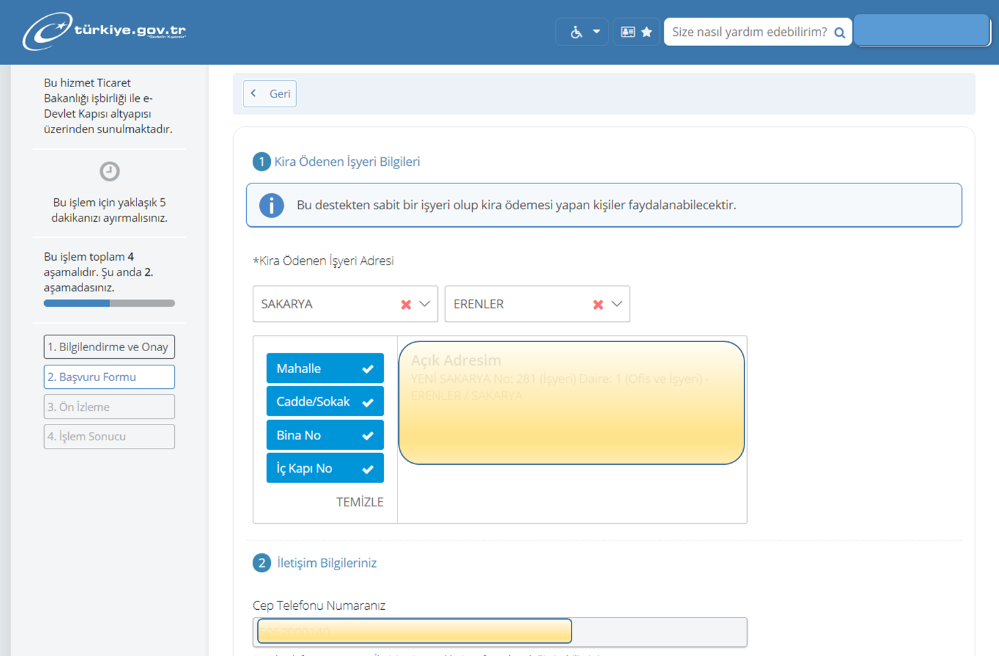 türkiye.gov.tr
Size nasıl yardım edebilirim?
Bu hizmet Ticaret
Bakanlığı işbirliği ile e-
Devlet Kapısı altyapısı
üzerinden sunulmaktadır.
Bu işlem için yaklaşık 5
dakikanızı ayırmalısınız.
Bu işlem toplam 4
aşamalıdır. Şu anda 2.
aşamadasınız.
1. Bilgilendirme ve Onay
2. Başvuru Formu
3. Ön İzleme
4. İşlem Sonucu
Geri
1 Kira Ödenen İşyeri Bilgileri
Bu destekten sabit bir işyeri olup kira ödemesi yapan kişiler faydalanabilecektir.
*Kira Ödenen İşyeri Adresi
SAKARYA
ERENLER
Mahalle
Cadde/Sokak
Bina No
İç Kapı No
TEMİZLE
Açık Adresim
YENİ SAKARYA No: 281 (İşyeri) Daire: 1 (Ofis ve İşyeri) -
ERENLER / SAKARYA
2 İletişim Bilgileriniz
Cep Telefonu Numaranız